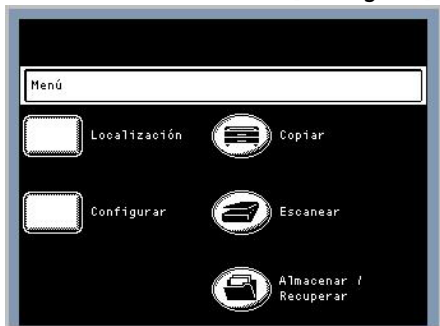 Menú
Localización
Copiar
Configurar
Escanear
Almacenar /
Recuperar